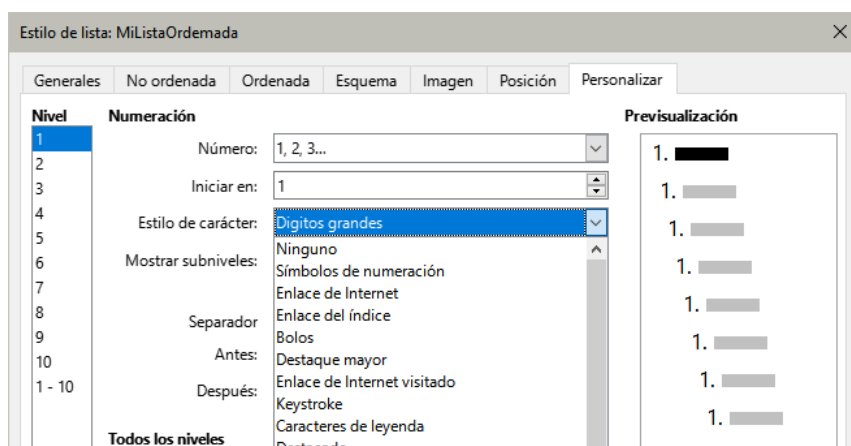 Estilo de lista: MiListaOrdemada
Generales No ordenada Ordenada Esquema Imagen Posición Personalizar
Nivel
1
2
3
4
5
6
7
8
9
10
1 - 10
Numeración
Número: 1, 2, 3...
Iniciar en: 1
Estilo de carácter: Digitos grandes
Mostrar subniveles:
Separador
Antes:
Después:
Todos los niveles
Ninguno
Símbolos de numeración
Enlace de Internet
Enlace del índice
Bolos
Destaque mayor
Enlace de Internet visitado
Keystroke
Caracteres de leyenda
Previsualización
1.
1.
1.
1.
1.
1.
1.
1.